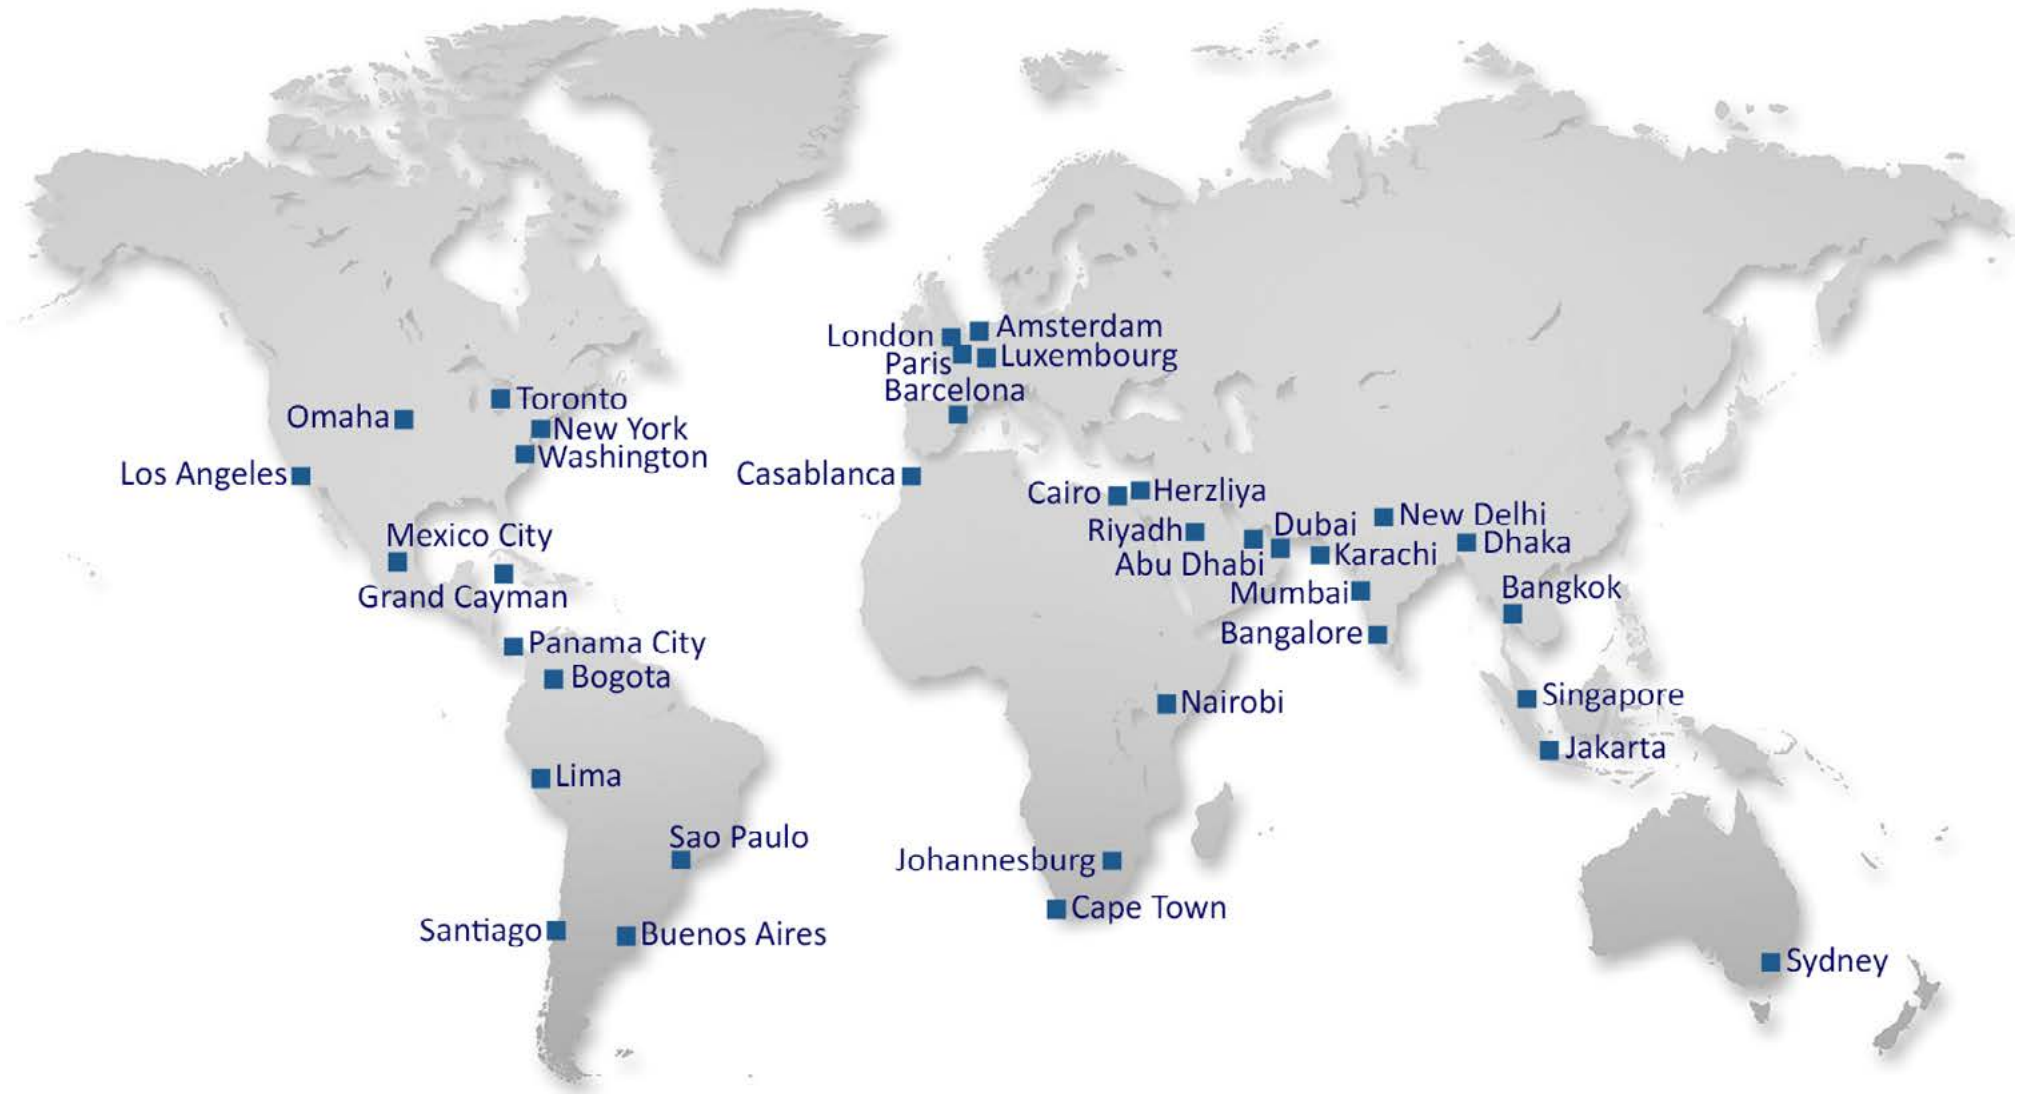 London
Amsterdam
Paris
Luxembourg
Barcelona
Toronto
Omaha
New York
Washington
Los Angeles
Casablanca
Cairo
Herzliya
Mexico City
Riyadh
Dubai
New Delhi
Abu Dhabi
Karachi
Dhaka
Grand Cayman
Mumbai
Bangkok
Panama City
Bangalore
Bogota
Nairobi
Singapore
Jakarta
Lima
Sao Paulo
Johannesburg
Cape Town
Santiago
Buenos Aires
Sydney